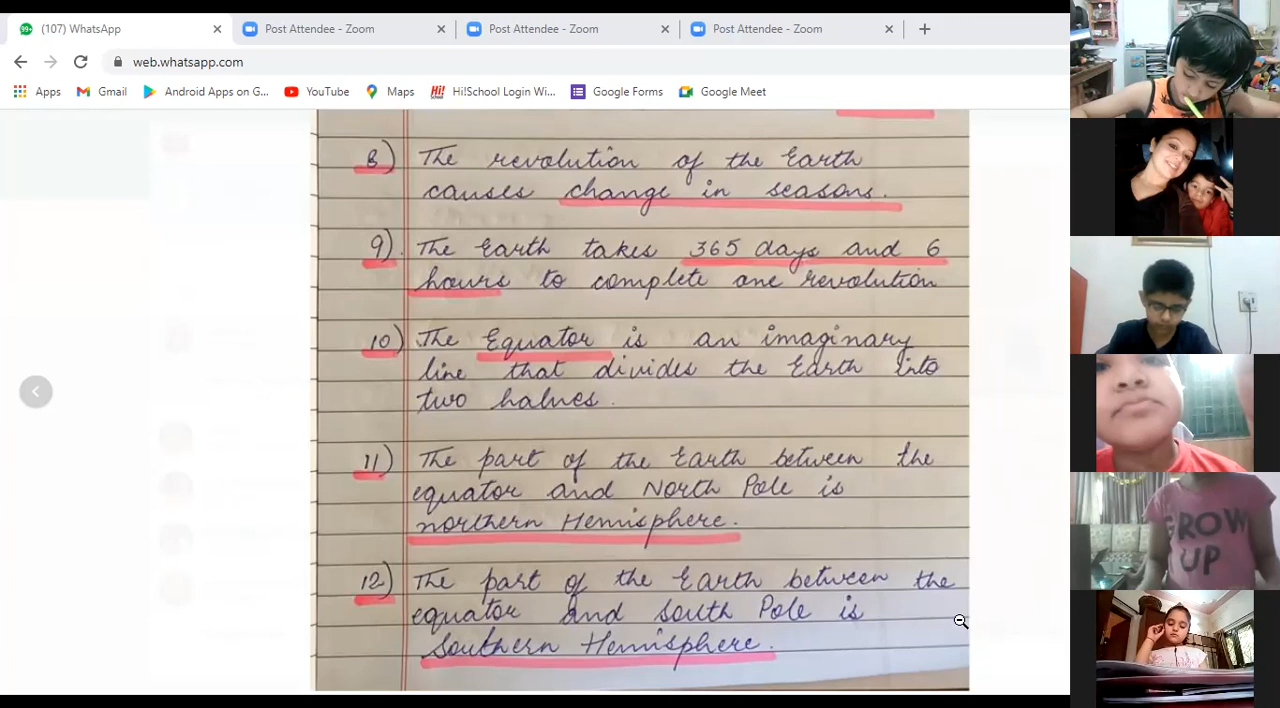 99+ (107) WhatsApp
Post Attendee - Zoom
Post Attendee - Zoom
Post Attendee - Zoom
web.whatsapp.com
Apps
Gmail
Android Apps on G...
YouTube
Maps
Hi! Hi!School Login Wi...
Google Forms
Google Meet
8) The revolution of the Earth
causes change in seasons.
9). The Earth takes 365 days and 6
hours to complete one revolution
10) The Equator is an imaginary
line that divides the Earth into
two halves.
11) The part of the Earth between the
equator and North Pole is
northern Hemisphere.
12) The part of the Earth between the
equator and South Pole is
Southern Hemisphere.
GROW
UP